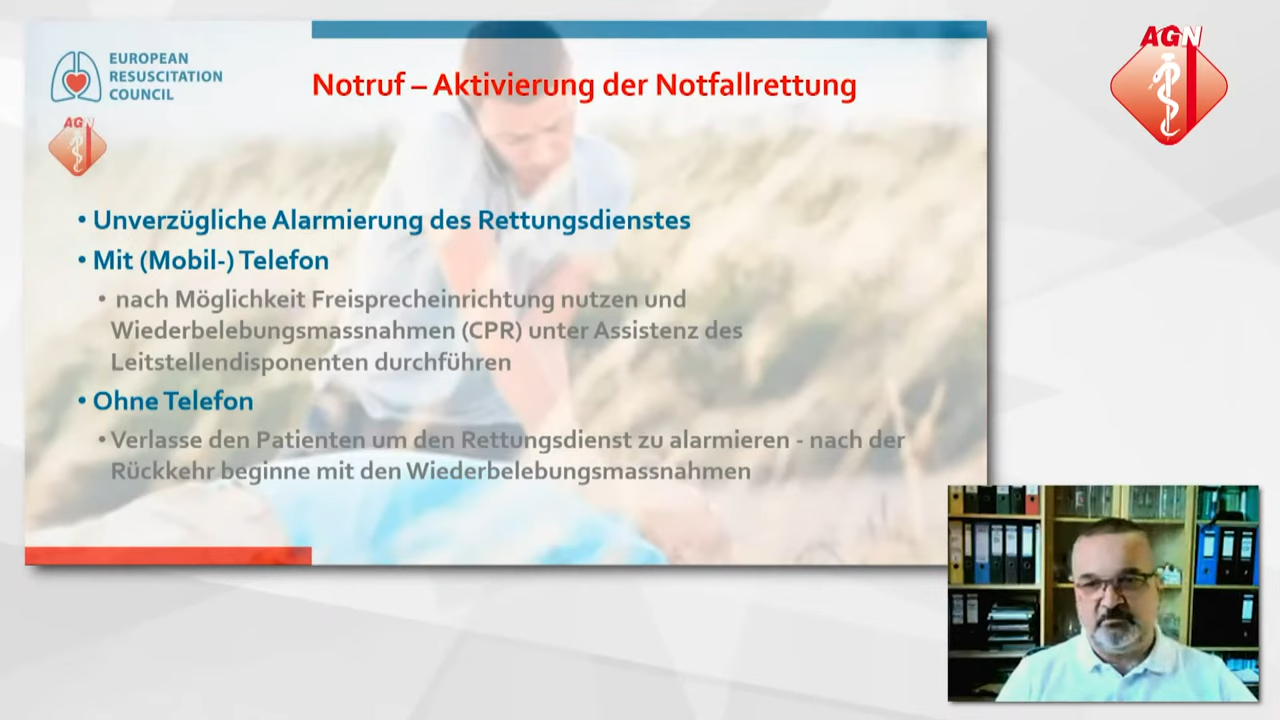 EUROPEAN
RESUSCITATION
COUNCIL
AGN
Notruf – Aktivierung der Notfallrettung
AGN
• Unverzügliche Alarmierung des Rettungsdienstes
• Mit (Mobil-) Telefon
• nach Möglichkeit Freisprecheinrichtung nutzen und
Wiederbelebungsmassnahmen (CPR) unter Assistenz des
Leitstellendisponenten durchführen
• Ohne Telefon
• Verlasse den Patienten um den Rettungsdienst zu alarmieren - nach der
Rückkehr beginne mit den Wiederbelebungsmassnahmen